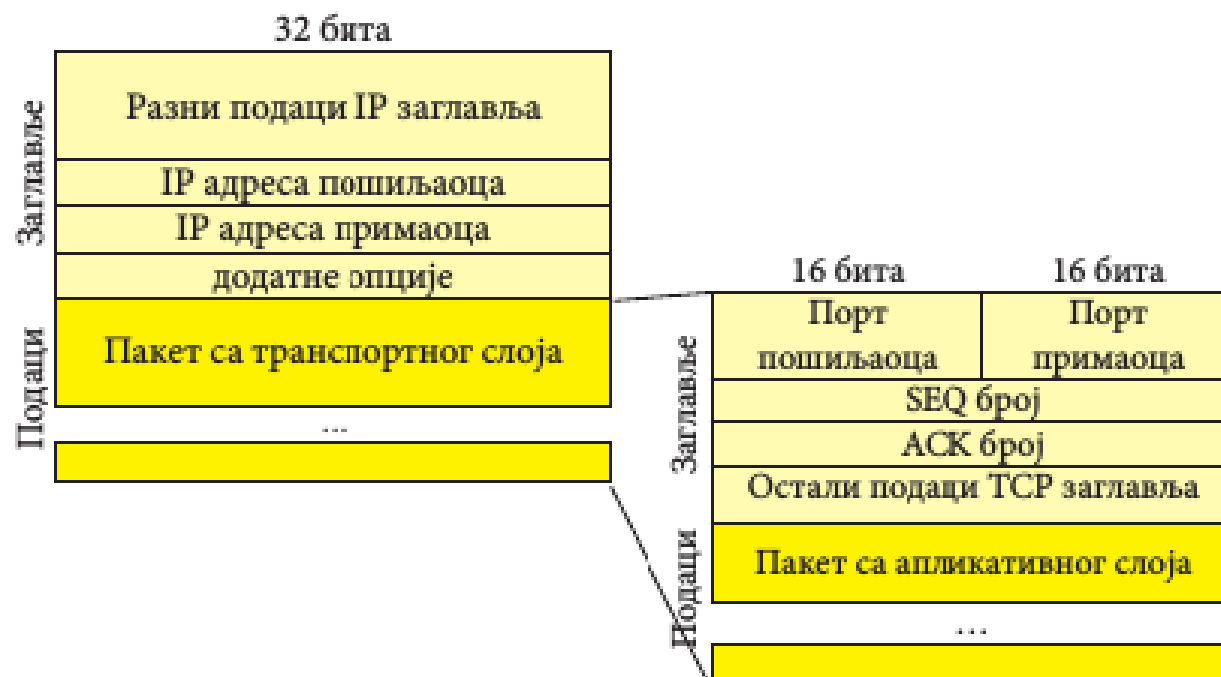 32 бита
Заглавље
Разни подаци IP заглавља
IP адреса пошиљаоца
IP адреса примаоца
додатне опције
Подаци
Пакет са транспортног слоја
...
16 бита
16 бита
Заглавље
Порт
пошиљаоца
Порт
примаоца
SEQ број
ACK број
Остали подаци TCP заглавља
Подаци
Пакет са апликативног слоја
...